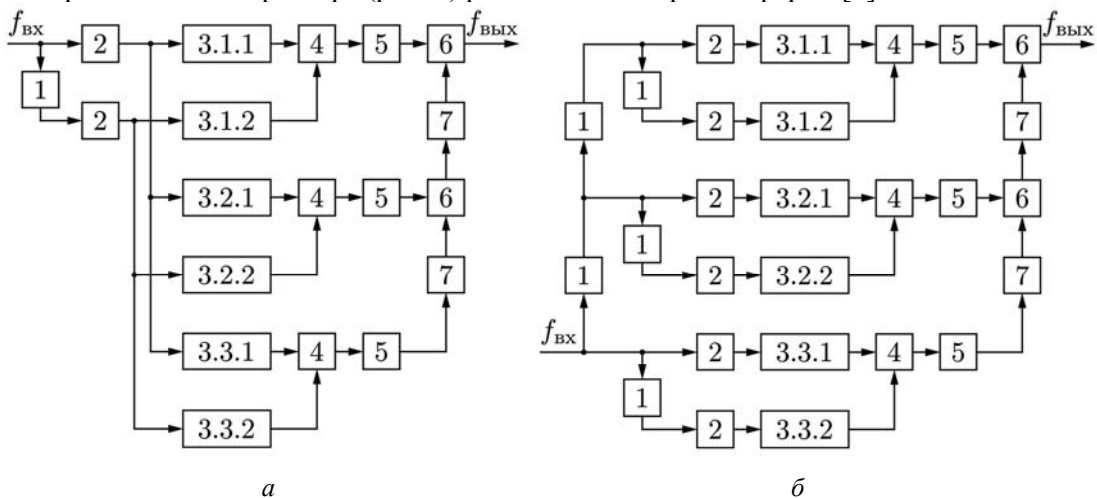 f_вх 2 3.1.1 4 5 6 f_вых
1
2 3.1.2 7
3.2.1 4 5 6
3.2.2 7
3.3.1 4 5
3.3.2
а
2 3.1.1 4 5 6 f_вых
1
1 2 3.1.2 7
2 3.2.1 4 5 6
1
1 2 3.2.2 7
f_вх 2 3.3.1 4 5
1
2 3.3.2
б